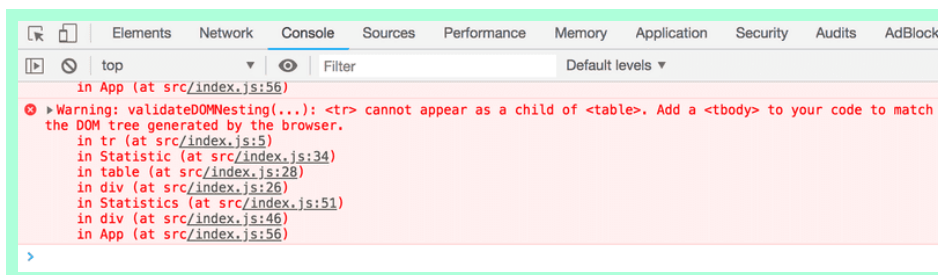 Elements Network Console Sources Performance Memory Application Security Audits AdBlock
top Filter Default levels ▼
in App (at src/index.js:56)
Warning: validateDOMNesting(...): <tr> cannot appear as a child of <table>. Add a <tbody> to your code to match
the DOM tree generated by the browser.
in tr (at src/index.js:5)
in Statistic (at src/index.js:34)
in table (at src/index.js:28)
in div (at src/index.js:26)
in Statistics (at src/index.js:51)
in div (at src/index.js:46)
in App (at src/index.js:56)